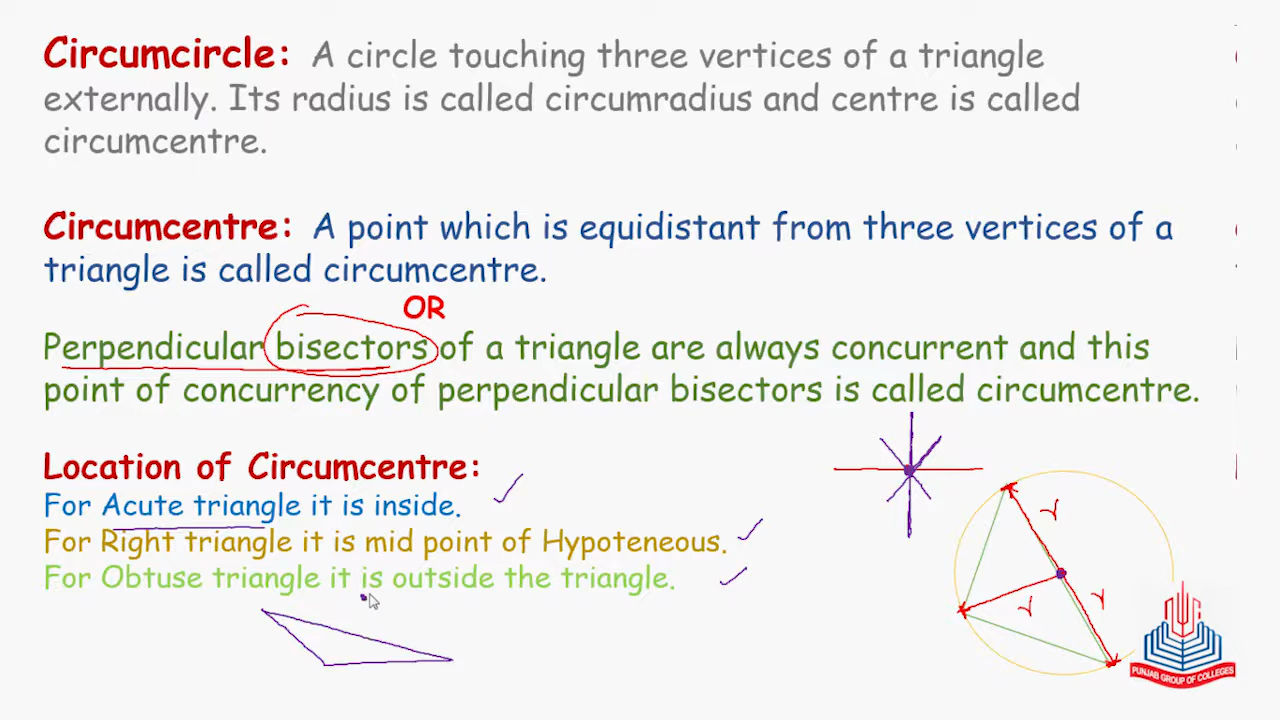 Circumcircle: A circle touching three vertices of a triangle
externally. Its radius is called circumradius and centre is called
circumcentre.
Circumcentre: A point which is equidistant from three vertices of a
triangle is called circumcentre.
OR
Perpendicular bisectors of a triangle are always concurrent and this
point of concurrency of perpendicular bisectors is called circumcentre.
Location of Circumcentre:
For Acute triangle it is inside.
For Right triangle it is mid point of Hypoteneous.
For Obtuse triangle it is outside the triangle.
r
r
r
PUNJAB GROUP OF COLLEGES